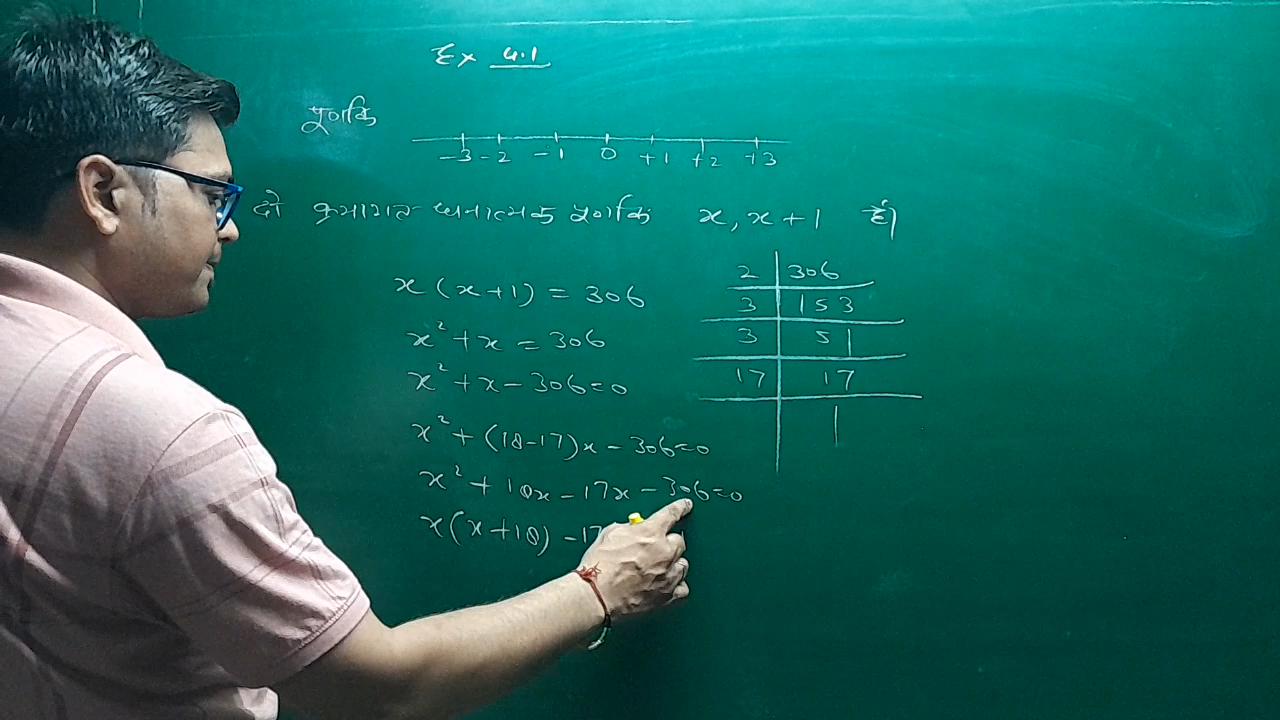 Ex 4.1
पूर्णांक
-3 -2 -1 0 +1 +2 +3
दो क्रमागत धनात्मक पूर्णांक x, x+1 हैं।
x(x+1) = 306
x² + x = 306
x² + x - 306 = 0
x² + (18-17)x - 306 = 0
x² + 18x - 17x - 306 = 0
x(x+18) - 17
2 | 306
3 | 153
3 | 51
17 | 17
| 1